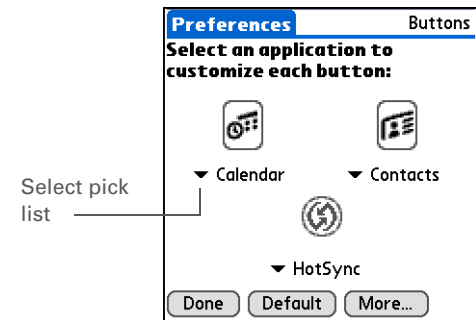 Preferences Buttons
Select an application to
customize each button:
Calendar Contacts
Select pick
list
HotSync
Done Default More...